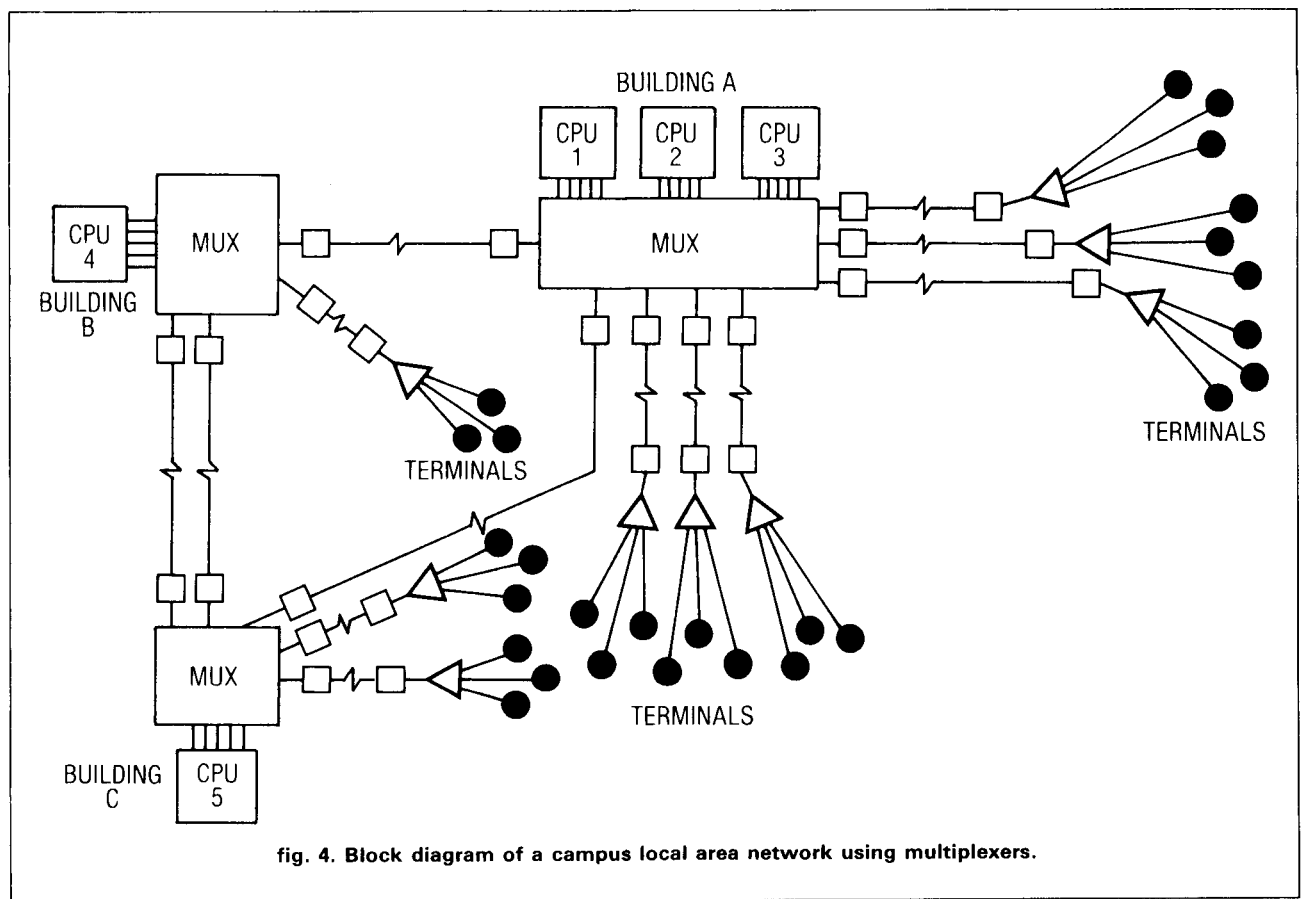 BUILDING A
CPU
1
CPU
2
CPU
3
MUX
CPU
4
BUILDING
B
MUX
TERMINALS
TERMINALS
MUX
TERMINALS
BUILDING
C
CPU
5
fig. 4. Block diagram of a campus local area network using multiplexers.